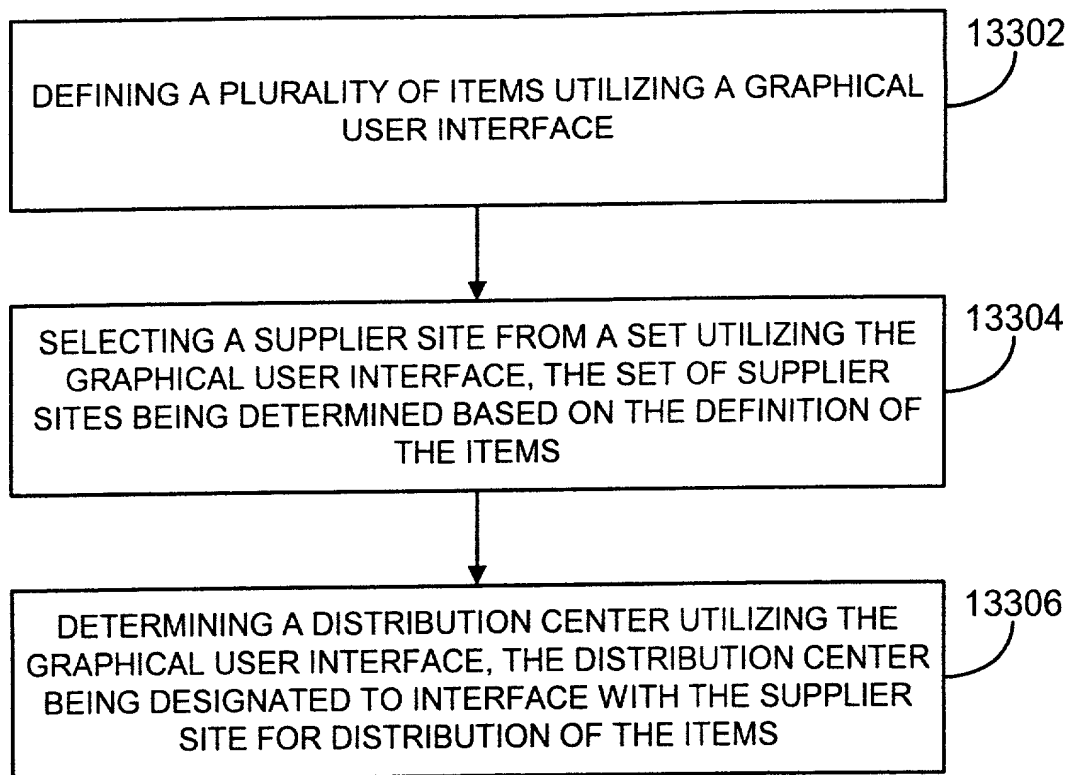 13302
DEFINING A PLURALITY OF ITEMS UTILIZING A GRAPHICAL
USER INTERFACE
13304
SELECTING A SUPPLIER SITE FROM A SET UTILIZING THE
GRAPHICAL USER INTERFACE, THE SET OF SUPPLIER
SITES BEING DETERMINED BASED ON THE DEFINITION OF
THE ITEMS
13306
DETERMINING A DISTRIBUTION CENTER UTILIZING THE
GRAPHICAL USER INTERFACE, THE DISTRIBUTION CENTER
BEING DESIGNATED TO INTERFACE WITH THE SUPPLIER
SITE FOR DISTRIBUTION OF THE ITEMS